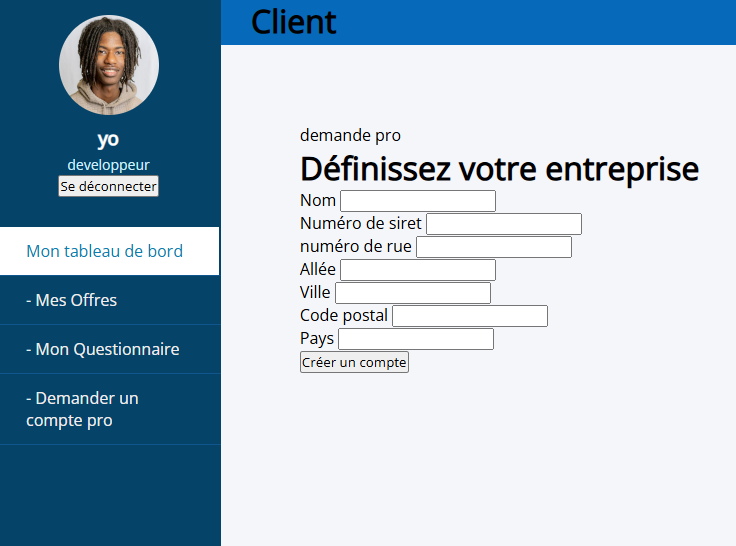 yo
developpeur
Se déconnecter
Mon tableau de bord
- Mes Offres
- Mon Questionnaire
- Demander un
compte pro
Client
demande pro
Définissez votre entreprise
Nom
Numéro de siret
numéro de rue
Allée
Ville
Code postal
Pays
Créer un compte